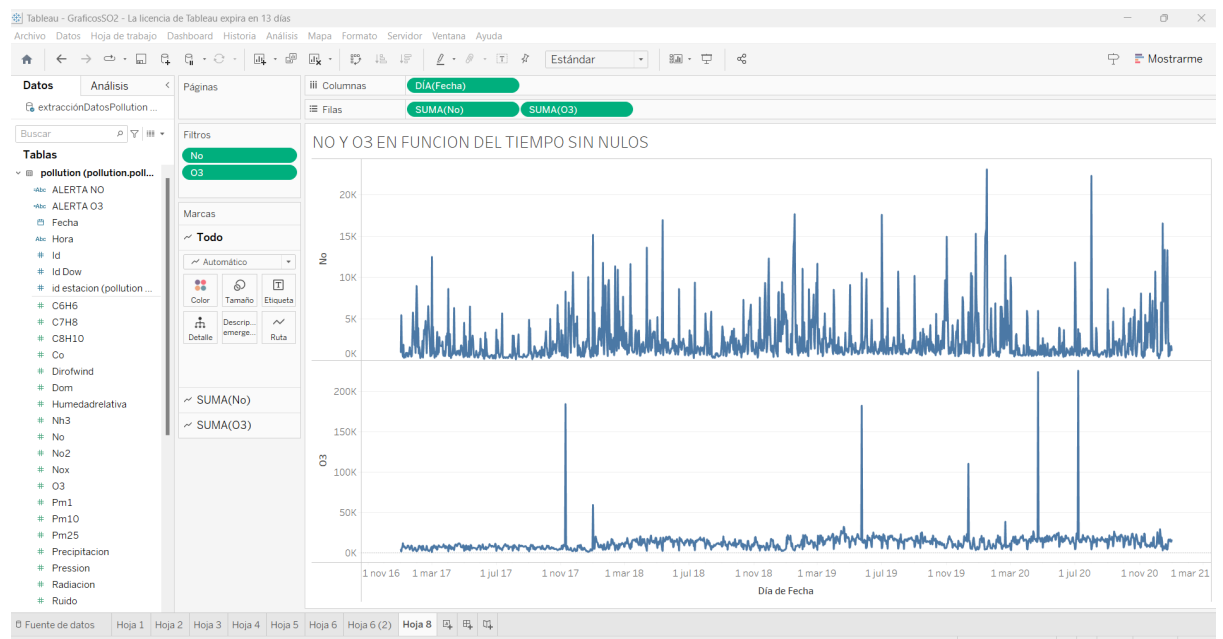 Tableau - GraficosSO2 - La licencia de Tableau expira en 13 días
Archivo Datos Hoja de trabajo Dashboard Historia Análisis Mapa Formato Servidor Ventana Ayuda
Estándar
Mostrarme
Datos Análisis
extracciónDatosPollution ...
Buscar
Tablas
pollution (pollution.poll...
Abc ALERTA NO
Abc ALERTA O3
Fecha
Abc Hora
# Id
# Id Dow
# id estacion (pollution ...
# C6H6
# C7H8
# C8H10
# Co
# Dirofwind
# Dom
# Humedadrelativa
# Nh3
# No
# No2
# Nox
# O3
# Pm1
# Pm10
# Pm25
# Precipitacion
# Pression
# Radiacion
# Ruido
Páginas
Filtros
No
O3
Marcas
Todo
Automático
Color Tamaño Etiqueta
Detalle Descrip... emerge... Ruta
SUMA(No)
SUMA(O3)
Columnas DÍA(Fecha)
Filas SUMA(No) SUMA(O3)
NO Y O3 EN FUNCION DEL TIEMPO SIN NULOS
No
20K
15K
10K
5K
0K
O3
200K
150K
100K
50K
0K
1 nov 16 1 mar 17 1 jul 17 1 nov 17 1 mar 18 1 jul 18 1 nov 18 1 mar 19 1 jul 19 1 nov 19 1 mar 20 1 jul 20 1 nov 20 1 mar 21
Día de Fecha
Fuente de datos Hoja 1 Hoja 2 Hoja 3 Hoja 4 Hoja 5 Hoja 6 Hoja 6 (2) Hoja 8